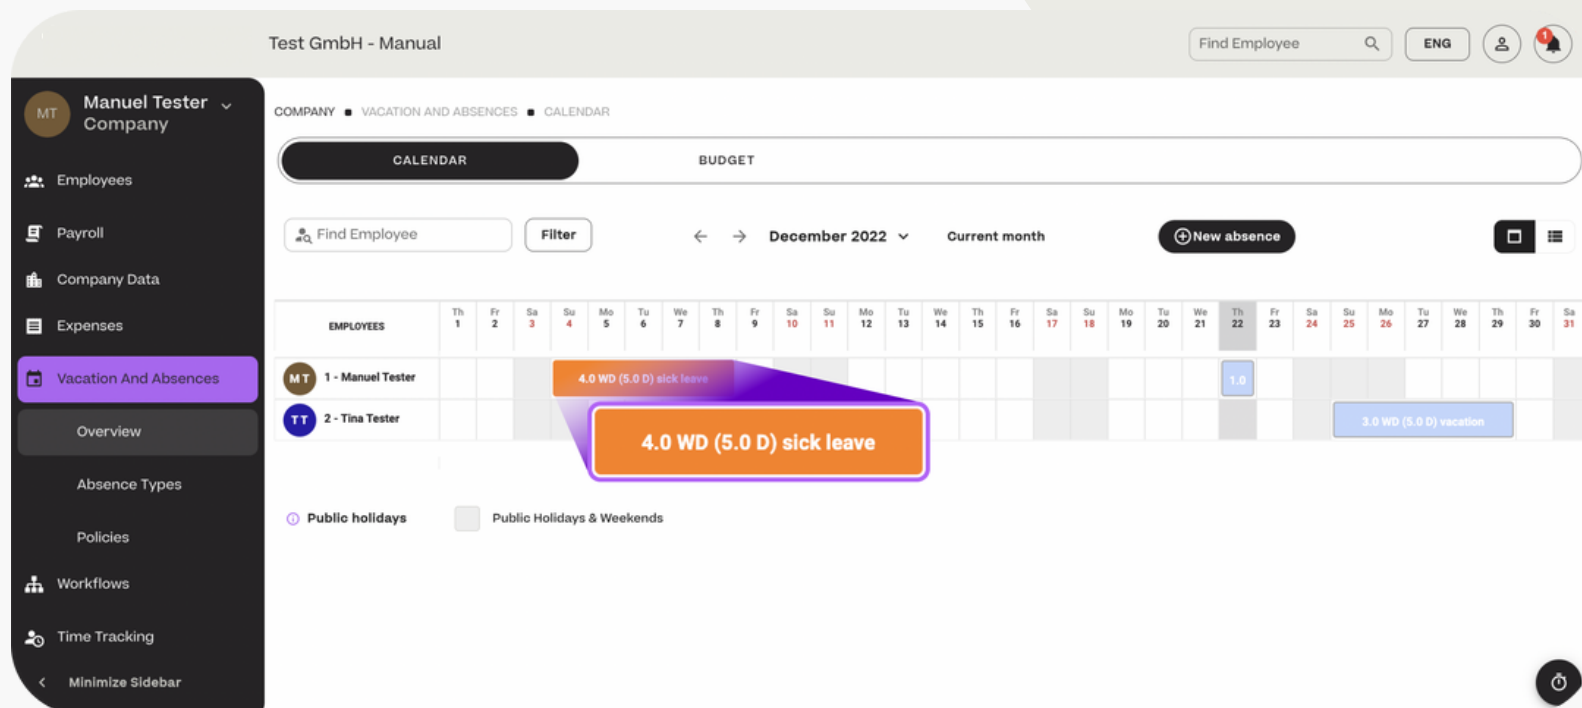 Test GmbH - Manual
Find Employee
ENG
1
MT
Manuel Tester
Company
Employees
Payroll
Company Data
Expenses
Vacation And Absences
Overview
Absence Types
Policies
Workflows
Time Tracking
Minimize Sidebar
COMPANY ■ VACATION AND ABSENCES ■ CALENDAR
CALENDAR BUDGET
Find Employee Filter ← → December 2022 Current month New absence
EMPLOYEES
Th Fr Sa Su Mo Tu We Th Fr Sa Su Mo Tu We Th Fr Sa Su Mo Tu We Th Fr Sa Su Mo Tu We Th Fr Sa
1 2 3 4 5 6 7 8 9 10 11 12 13 14 15 16 17 18 19 20 21 22 23 24 25 26 27 28 29 30 31
MT 1 - Manuel Tester 4.0 WD (5.0 D) sick leave 1.0
TT 2 - Tina Tester 3.0 WD (5.0 D) vacation
4.0 WD (5.0 D) sick leave
Public holidays Public Holidays & Weekends